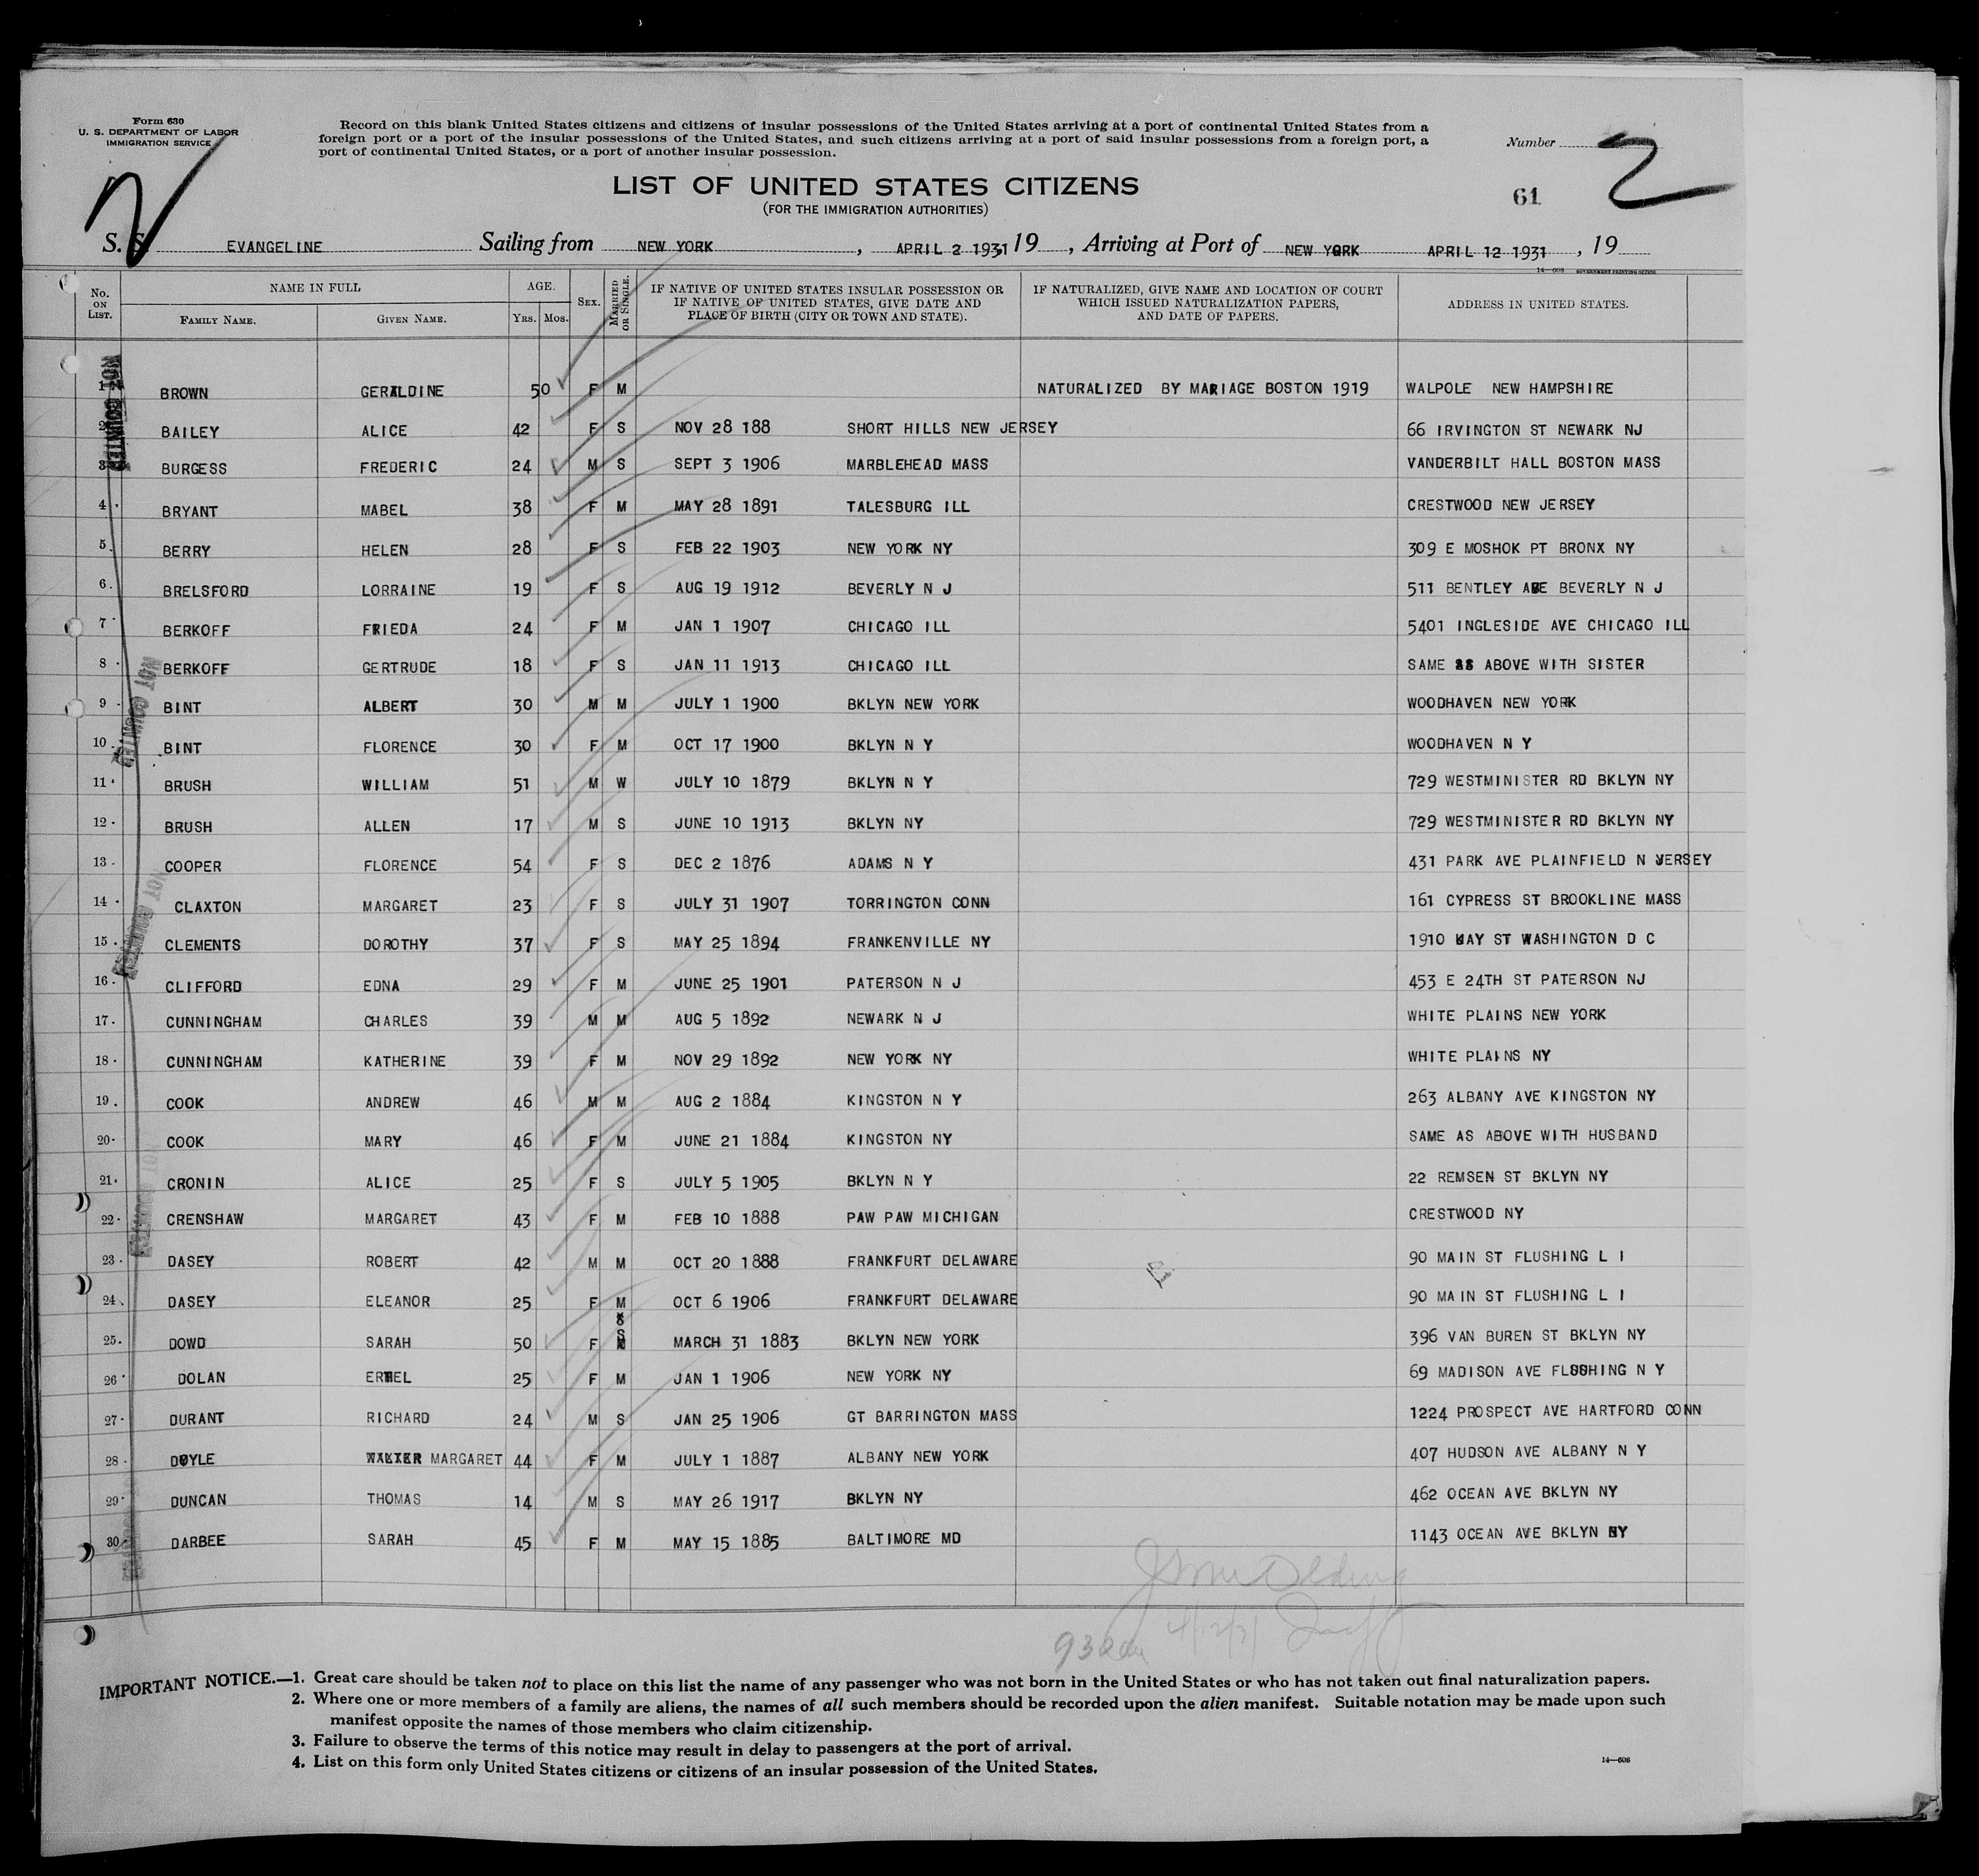 Form 630
U. S. DEPARTMENT OF LABOR
IMMIGRATION SERVICE
Record on this blank United States citizens and citizens of insular possessions of the United States arriving at a port of continental United States from a
foreign port or a port of the insular possessions of the United States, and such citizens arriving at a port of said insular possessions from a foreign port, a
port of continental United States, or a port of another insular possession.
Number 2
LIST OF UNITED STATES CITIZENS
(FOR THE IMMIGRATION AUTHORITIES)
61
S. S. EVANGELINE Sailing from NEW YORK, APRIL 2 1931 19, Arriving at Port of NEW YORK APRIL 12 1931, 19
14—608 GOVERNMENT PRINTING OFFICE
No. ON LIST. NAME IN FULL AGE. Sex. MARRIED OR SINGLE. IF NATIVE OF UNITED STATES INSULAR POSSESSION OR IF NATIVE OF UNITED STATES, GIVE DATE AND PLACE OF BIRTH (CITY OR TOWN AND STATE). IF NATURALIZED, GIVE NAME AND LOCATION OF COURT WHICH ISSUED NATURALIZATION PAPERS, AND DATE OF PAPERS. ADDRESS IN UNITED STATES.
FAMILY NAME. GIVEN NAME. YRS. MOS.
1 BROWN GERALDINE 50 F M NATURALIZED BY MARIAGE BOSTON 1919 WALPOLE NEW HAMPSHIRE
2 BAILEY ALICE 42 F S NOV 28 188 SHORT HILLS NEW JERSEY 66 IRVINGTON ST NEWARK NJ
3 BURGESS FREDERIC 24 M S SEPT 3 1906 MARBLEHEAD MASS VANDERBILT HALL BOSTON MASS
4 BRYANT MABEL 38 F M MAY 28 1891 TALESBURG ILL CRESTWOOD NEW JERSEY
5 BERRY HELEN 28 F S FEB 22 1903 NEW YORK NY 309 E MOSHOK PT BRONX NY
6 BRELSFORD LORRAINE 19 F S AUG 19 1912 BEVERLY N J 511 BENTLEY AVE BEVERLY N J
7 BERKOFF FRIEDA 24 F M JAN 1 1907 CHICAGO ILL 5401 INGLESIDE AVE CHICAGO ILL
8 BERKOFF GERTRUDE 18 F S JAN 11 1913 CHICAGO ILL SAME AS ABOVE WITH SISTER
9 BINT ALBERT 30 M M JULY 1 1900 BKLYN NEW YORK WOODHAVEN NEW YORK
10 BINT FLORENCE 30 F M OCT 17 1900 BKLYN N Y WOODHAVEN N Y
11 BRUSH WILLIAM 51 M W JULY 10 1879 BKLYN N Y 729 WESTMINISTER RD BKLYN NY
12 BRUSH ALLEN 17 M S JUNE 10 1913 BKLYN NY 729 WESTMINISTER RD BKLYN NY
13 COOPER FLORENCE 54 F S DEC 2 1876 ADAMS N Y 431 PARK AVE PLAINFIELD N JERSEY
14 CLAXTON MARGARET 23 F S JULY 31 1907 TORRINGTON CONN 161 CYPRESS ST BROOKLINE MASS
15 CLEMENTS DOROTHY 37 F S MAY 25 1894 FRANKENVILLE NY 1910 KAY ST WASHINGTON D C
16 CLIFFORD EDNA 29 F M JUNE 25 1901 PATERSON N J 453 E 24TH ST PATERSON NJ
17 CUNNINGHAM CHARLES 39 M M AUG 5 1892 NEWARK N J WHITE PLAINS NEW YORK
18 CUNNINGHAM KATHERINE 39 F M NOV 29 1892 NEW YORK NY WHITE PLAINS NY
19 COOK ANDREW 46 M M AUG 2 1884 KINGSTON N Y 263 ALBANY AVE KINGSTON NY
20 COOK MARY 46 F M JUNE 21 1884 KINGSTON NY SAME AS ABOVE WITH HUSBAND
21 CRONIN ALICE 25 F S JULY 5 1905 BKLYN N Y 22 REMSEN ST BKLYN NY
22 CRENSHAW MARGARET 43 F M FEB 10 1888 PAW PAW MICHIGAN CRESTWOOD NY
23 DASEY ROBERT 42 M M OCT 20 1888 FRANKFURT DELAWARE 90 MAIN ST FLUSHING L I
24 DASEY ELEANOR 25 F M OCT 6 1906 FRANKFURT DELAWARE 90 MAIN ST FLUSHING L I
25 DOWD SARAH 50 F S MARCH 31 1883 BKLYN NEW YORK 396 VAN BUREN ST BKLYN NY
26 DOLAN ETHEL 25 F M JAN 1 1906 NEW YORK NY 69 MADISON AVE FLUSHING N Y
27 DURANT RICHARD 24 M S JAN 25 1906 GT BARRINGTON MASS 1224 PROSPECT AVE HARTFORD CONN
28 DOYLE MARGARET 44 F M JULY 1 1887 ALBANY NEW YORK 407 HUDSON AVE ALBANY N Y
29 DUNCAN THOMAS 14 M S MAY 26 1917 BKLYN NY 462 OCEAN AVE BKLYN NY
30 DARBEE SARAH 45 F M MAY 15 1885 BALTIMORE MD 1143 OCEAN AVE BKLYN NY
NOT COUNTED
NOT COUNTED
NOT COUNTED
NOT COUNTED
4/12/31
IMPORTANT NOTICE.—1. Great care should be taken not to place on this list the name of any passenger who was not born in the United States or who has not taken out final naturalization papers.
2. Where one or more members of a family are aliens, the names of all such members should be recorded upon the alien manifest. Suitable notation may be made upon such
manifest opposite the names of those members who claim citizenship.
3. Failure to observe the terms of this notice may result in delay to passengers at the port of arrival.
4. List on this form only United States citizens or citizens of an insular possession of the United States.
14—608